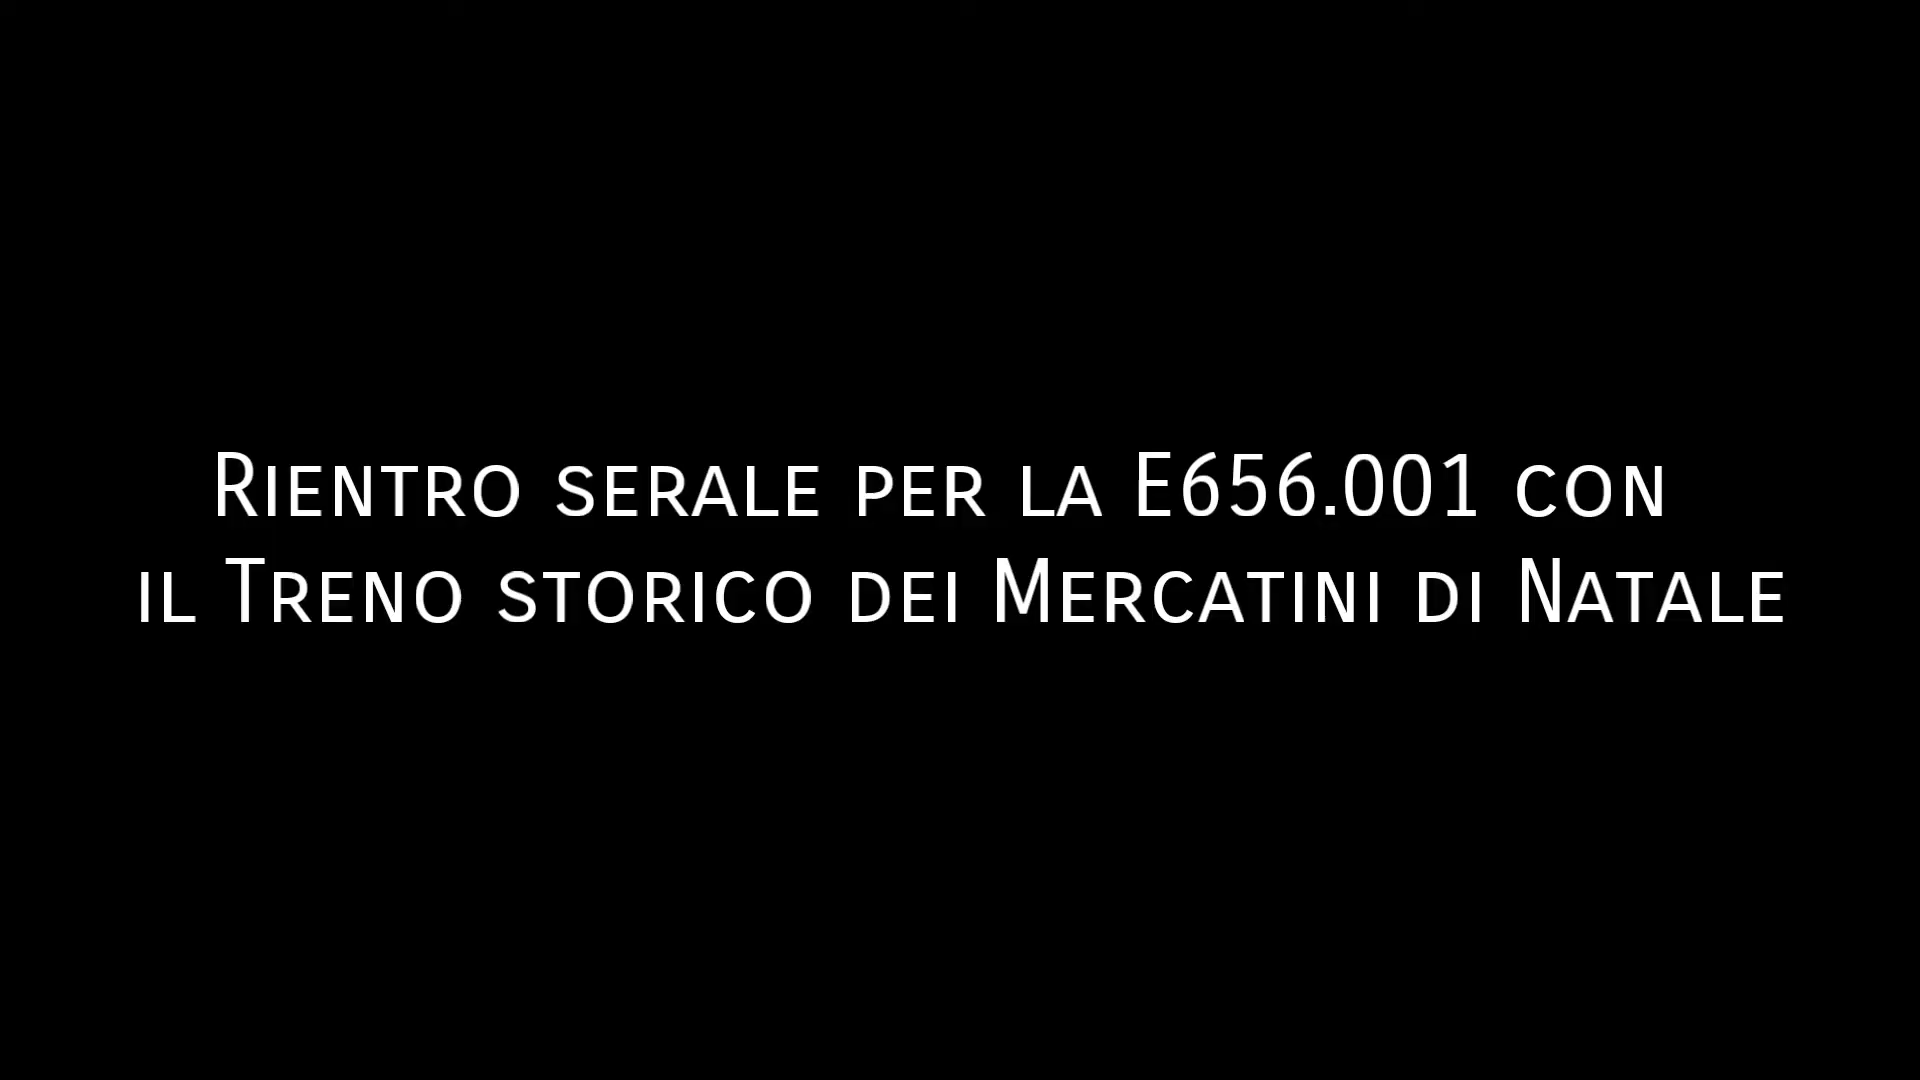 Rientro serale per la E656.001 con
il Treno storico dei Mercatini di Natale